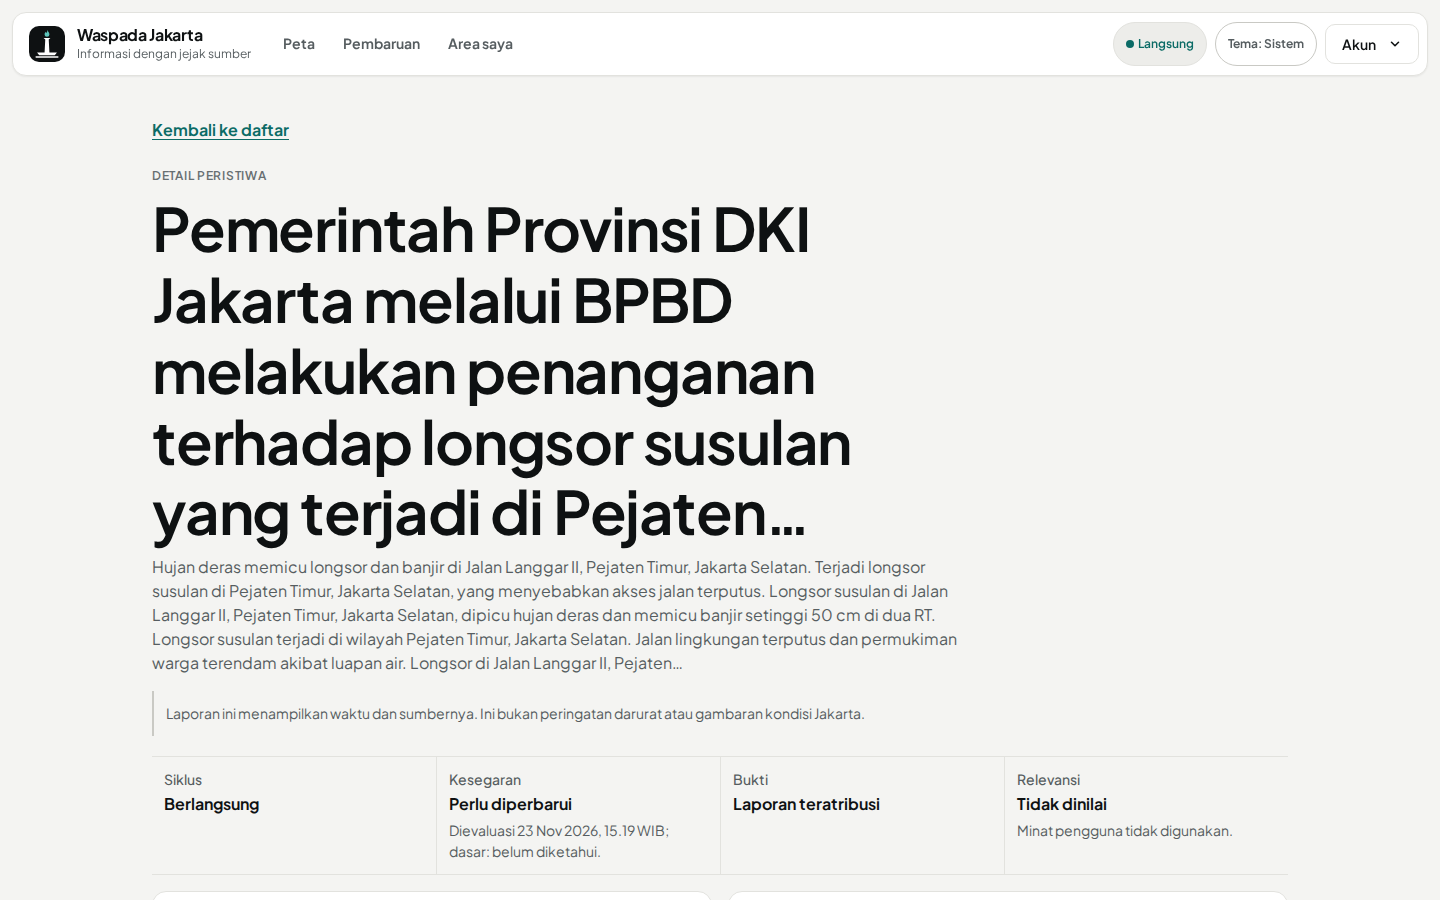 Waspada Jakarta
Informasi dengan jejak sumber
Peta
Pembaruan
Area saya
Langsung
Tema: Sistem
Akun
Kembali ke daftar
DETAIL PERISTIWA
Pemerintah Provinsi DKI
Jakarta melalui BPBD
melakukan penanganan
terhadap longsor susulan
yang terjadi di Pejaten…
Hujan deras memicu longsor dan banjir di Jalan Langgar II, Pejaten Timur, Jakarta Selatan. Terjadi longsor
susulan di Pejaten Timur, Jakarta Selatan, yang menyebabkan akses jalan terputus. Longsor susulan di Jalan
Langgar II, Pejaten Timur, Jakarta Selatan, dipicu hujan deras dan memicu banjir setinggi 50 cm di dua RT.
Longsor susulan terjadi di wilayah Pejaten Timur, Jakarta Selatan. Jalan lingkungan terputus dan permukiman
warga terendam akibat luapan air. Longsor di Jalan Langgar II, Pejaten…
Laporan ini menampilkan waktu dan sumbernya. Ini bukan peringatan darurat atau gambaran kondisi Jakarta.
Siklus
Berlangsung
Kesegaran
Perlu diperbarui
Dievaluasi 23 Nov 2026, 15.19 WIB;
dasar: belum diketahui.
Bukti
Laporan teratribusi
Relevansi
Tidak dinilai
Minat pengguna tidak digunakan.